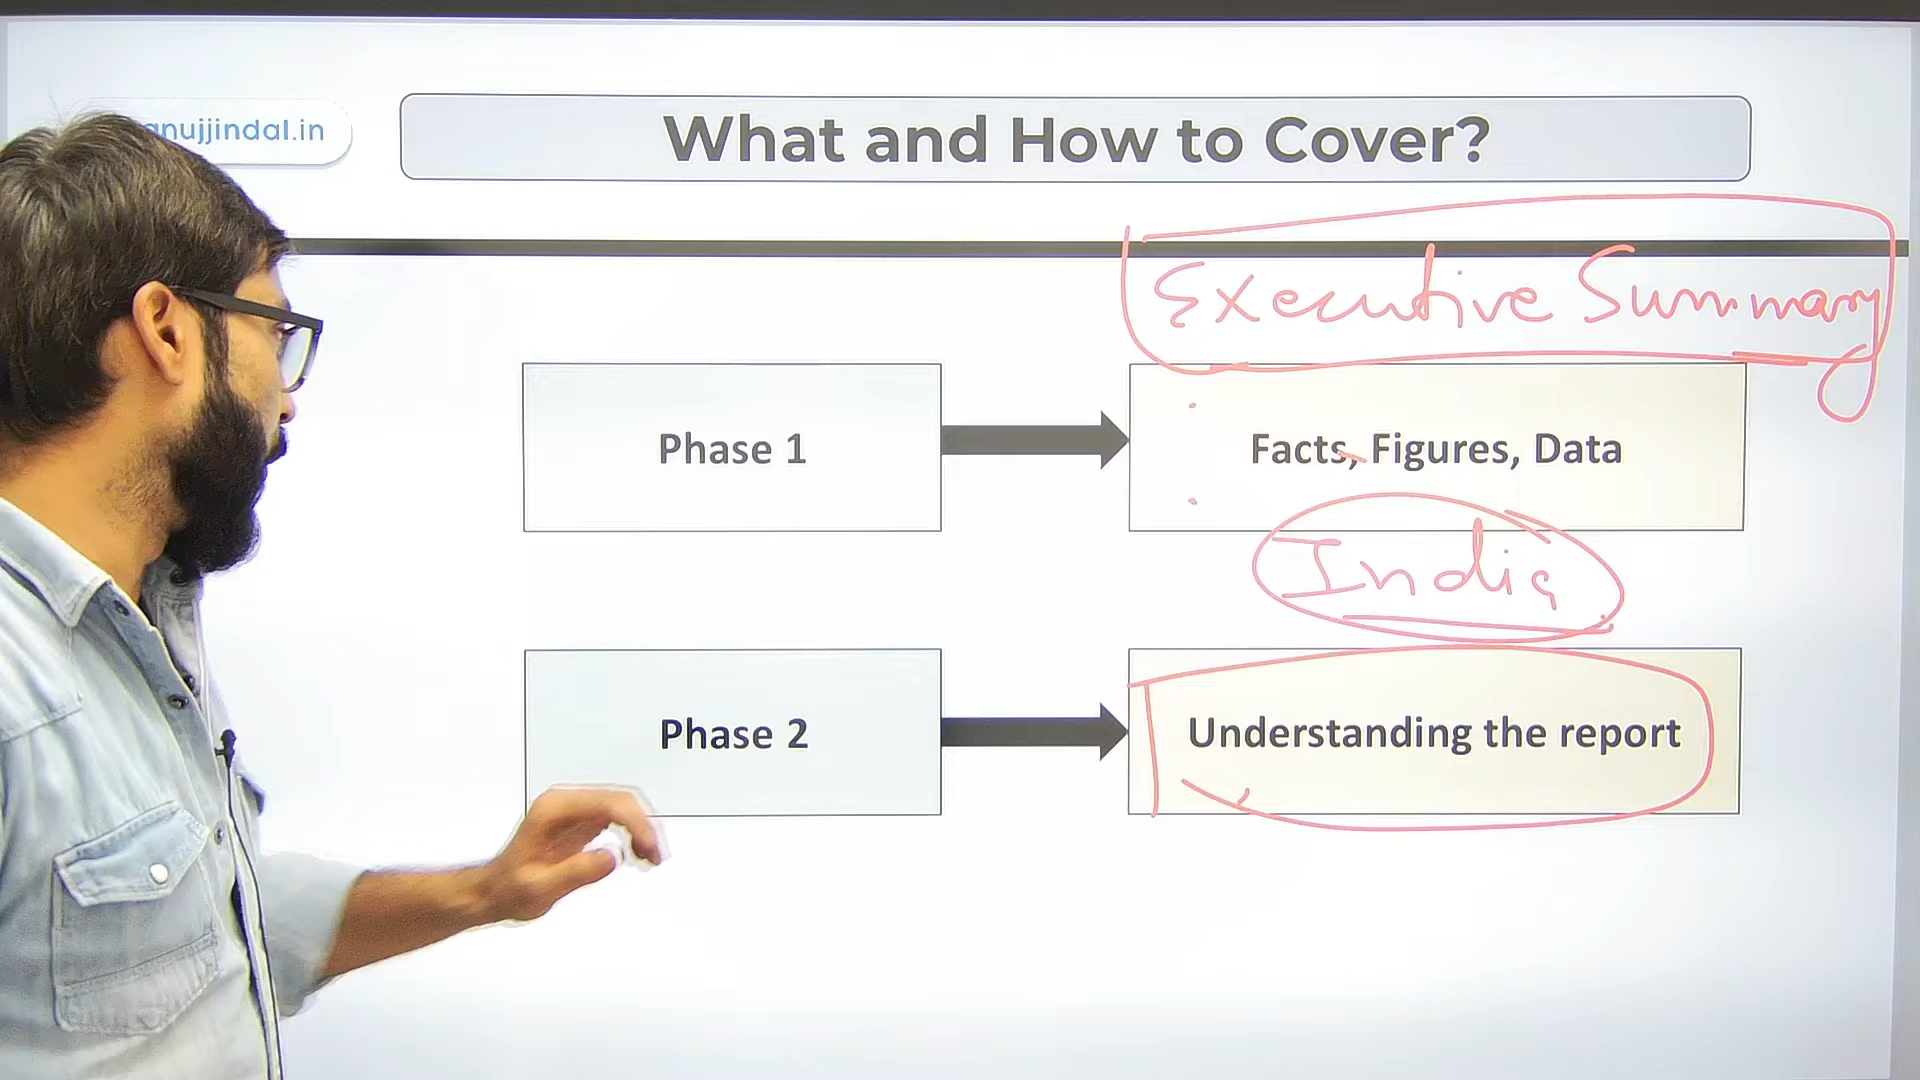 anujjindal.in
What and How to Cover?
Executive Summary
Phase 1
Facts, Figures, Data
India
Phase 2
Understanding the report